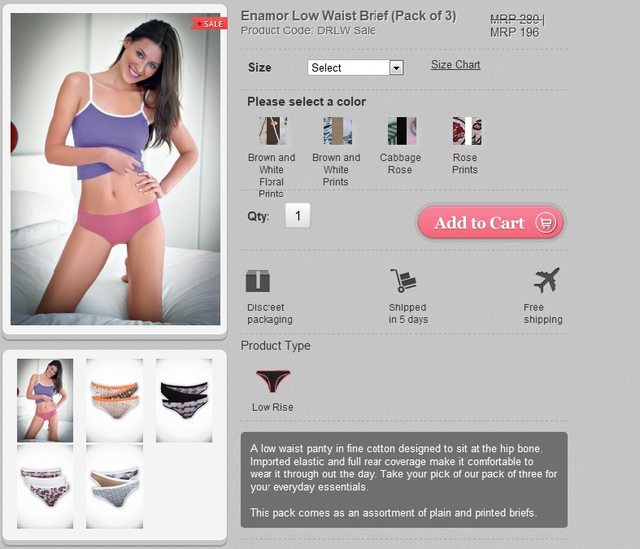 SALE
Enamor Low Waist Brief (Pack of 3)
MRP 280 |
Product Code: DRLW Sale
MRP 196
Size
Select
Size Chart
Please select a color
Brown and White Floral Prints
Brown and White Prints
Cabbage Rose
Rose Prints
Qty:
1
Add to Cart
Discreet packaging
Shipped in 5 days
Free shipping
Product Type
Low Rise
A low waist panty in fine cotton designed to sit at the hip bone.
Imported elastic and full rear coverage make it comfortable to
wear it through out the day. Take your pick of our pack of three for
your everyday essentials.
This pack comes as an assortment of plain and printed briefs.